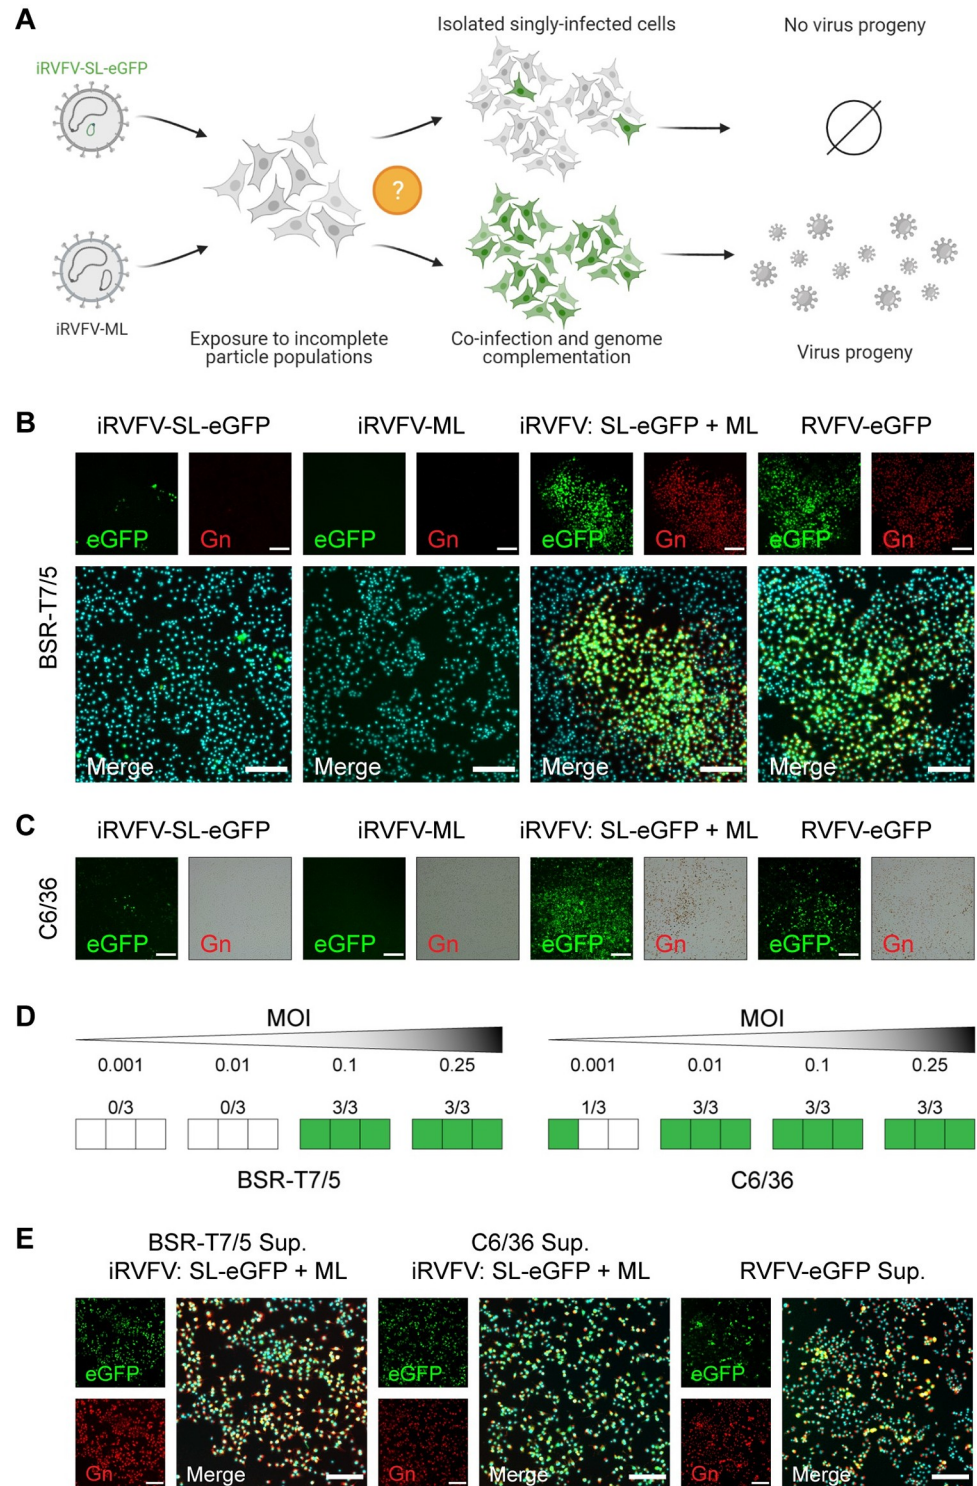 A
Isolated singly-infected cells
No virus progeny
iRVFV-SL-eGFP
?
iRVFV-ML
Exposure to incomplete
particle populations
Co-infection and genome
complementation
Virus progeny
B
iRVFV-SL-eGFP
iRVFV-ML
iRVFV: SL-eGFP + ML
RVFV-eGFP
eGFP
Gn
eGFP
Gn
eGFP
Gn
eGFP
Gn
BSR-T7/5
Merge
Merge
Merge
Merge
C
iRVFV-SL-eGFP
iRVFV-ML
iRVFV: SL-eGFP + ML
RVFV-eGFP
C6/36
eGFP
Gn
eGFP
Gn
eGFP
Gn
eGFP
Gn
D
MOI
0.001
0.01
0.1
0.25
0/3
0/3
3/3
3/3
BSR-T7/5
MOI
0.001
0.01
0.1
0.25
1/3
3/3
3/3
3/3
C6/36
E
BSR-T7/5 Sup.
iRVFV: SL-eGFP + ML
C6/36 Sup.
iRVFV: SL-eGFP + ML
RVFV-eGFP Sup.
eGFP
Gn
Merge
eGFP
Gn
Merge
eGFP
Gn
Merge